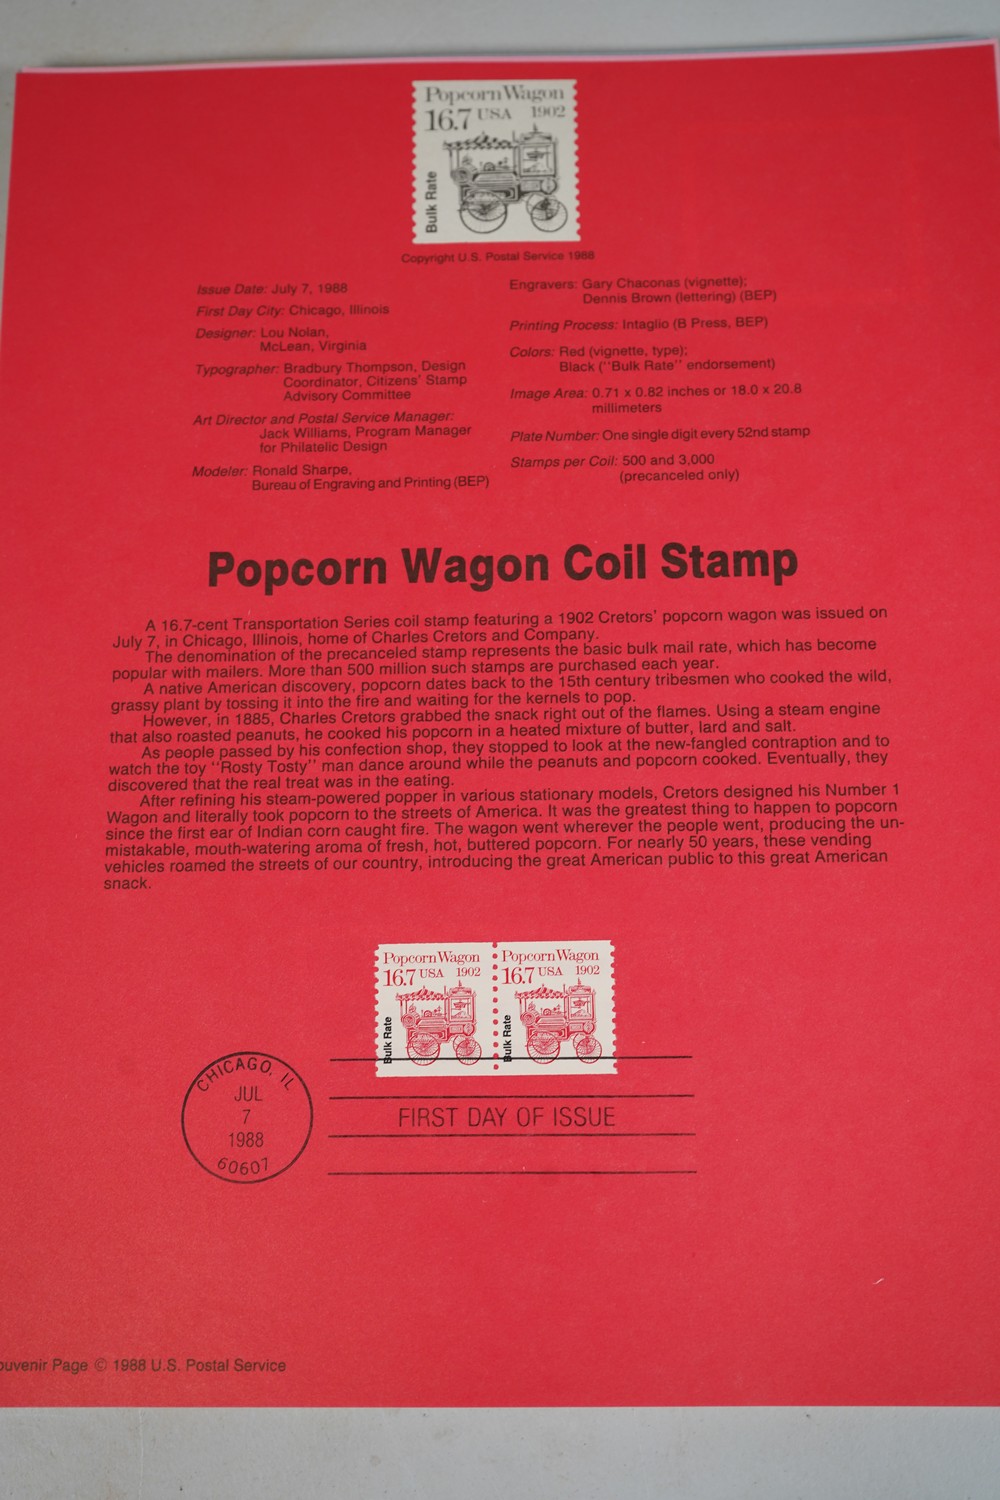 Popcorn Wagon
16.7 USA 1902
Bulk Rate
Copyright U.S. Postal Service 1988
Issue Date: July 7, 1988
First Day City: Chicago, Illinois
Designer: Lou Nolan,
McLean, Virginia
Typographer: Bradbury Thompson, Design
Coordinator, Citizens' Stamp
Advisory Committee
Art Director and Postal Service Manager:
Jack Williams, Program Manager
for Philatelic Design
Modeler: Ronald Sharpe,
Bureau of Engraving and Printing (BEP)
Engravers: Gary Chaconas (vignette);
Dennis Brown (lettering) (BEP)
Printing Process: Intaglio (B Press, BEP)
Colors: Red (vignette, type);
Black ("Bulk Rate" endorsement)
Image Area: 0.71 x 0.82 inches or 18.0 x 20.8
millimeters
Plate Number: One single digit every 52nd stamp
Stamps per Coil: 500 and 3,000
(precanceled only)
Popcorn Wagon Coil Stamp
A 16.7-cent Transportation Series coil stamp featuring a 1902 Cretors' popcorn wagon was issued on
July 7, in Chicago, Illinois, home of Charles Cretors and Company.
The denomination of the precanceled stamp represents the basic bulk mail rate, which has become
popular with mailers. More than 500 million such stamps are purchased each year.
A native American discovery, popcorn dates back to the 15th century tribesmen who cooked the wild,
grassy plant by tossing it into the fire and waiting for the kernels to pop.
However, in 1885, Charles Cretors grabbed the snack right out of the flames. Using a steam engine
that also roasted peanuts, he cooked his popcorn in a heated mixture of butter, lard and salt.
As people passed by his confection shop, they stopped to look at the new-fangled contraption and to
watch the toy "Rosty Tosty" man dance around while the peanuts and popcorn cooked. Eventually, they
discovered that the real treat was in the eating.
After refining his steam-powered popper in various stationary models, Cretors designed his Number 1
Wagon and literally took popcorn to the streets of America. It was the greatest thing to happen to popcorn
since the first ear of Indian corn caught fire. The wagon went wherever the people went, producing the un-
mistakable, mouth-watering aroma of fresh, hot, buttered popcorn. For nearly 50 years, these vending
vehicles roamed the streets of our country, introducing the great American public to this great American
snack.
Popcorn Wagon
16.7 USA 1902
Bulk Rate
Popcorn Wagon
16.7 USA 1902
Bulk Rate
CHICAGO, IL
JUL
7
1988
60607
FIRST DAY OF ISSUE
ouvenir Page © 1988 U.S. Postal Service